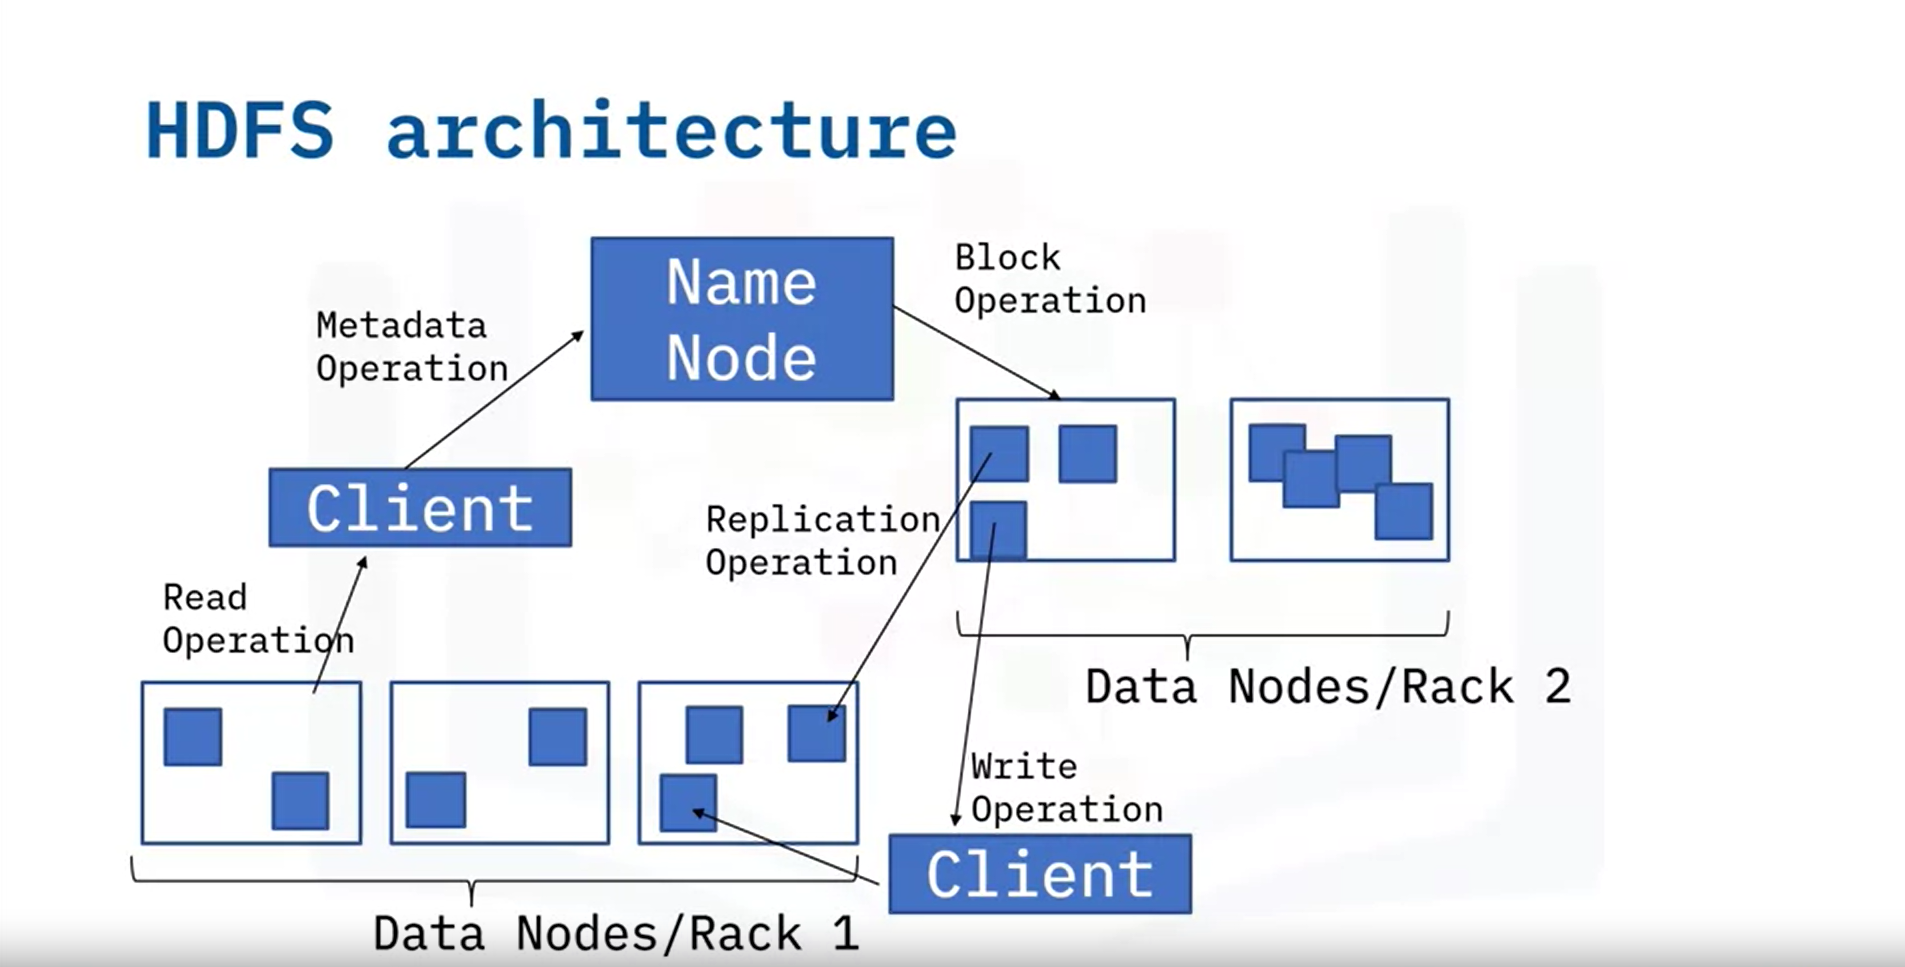 HDFS architecture
Name
Node
Block
Operation
Metadata
Operation
Client
Replication
Operation
Read
Operation
Data Nodes/Rack 2
Write
Operation
Client
Data Nodes/Rack 1